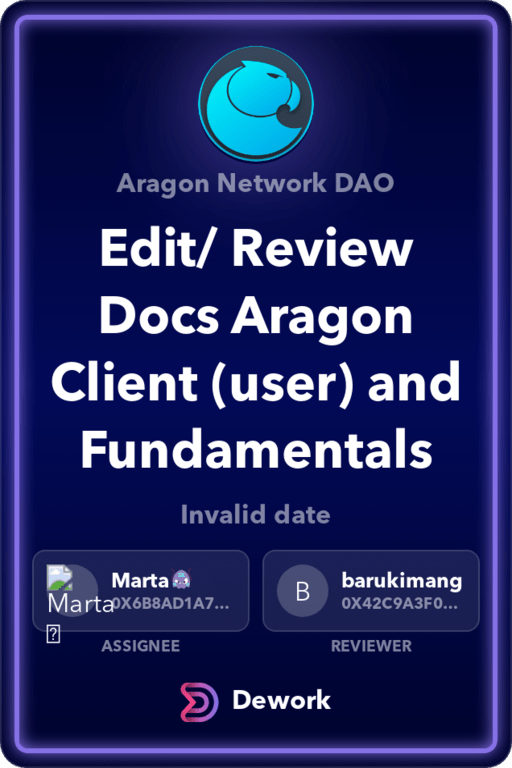 Aragon Network DAO
Edit/ Review
Docs Aragon
Client (user) and
Fundamentals
Invalid date
Marta
Marta
0X6B8AD1A7...
ASSIGNEE
B
barukimang
0X42C9A3F0...
REVIEWER
Dework